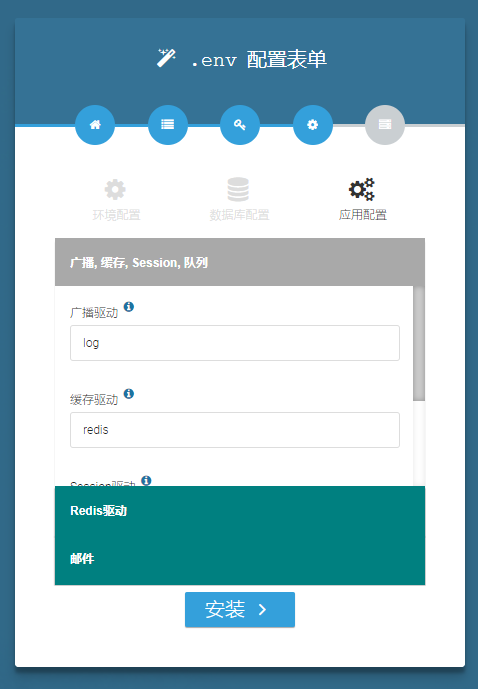 .env 配置表单
环境配置 数据库配置 应用配置
广播, 缓存, Session, 队列
广播驱动
log
缓存驱动
redis
Session驱动
Redis驱动
邮件
安装